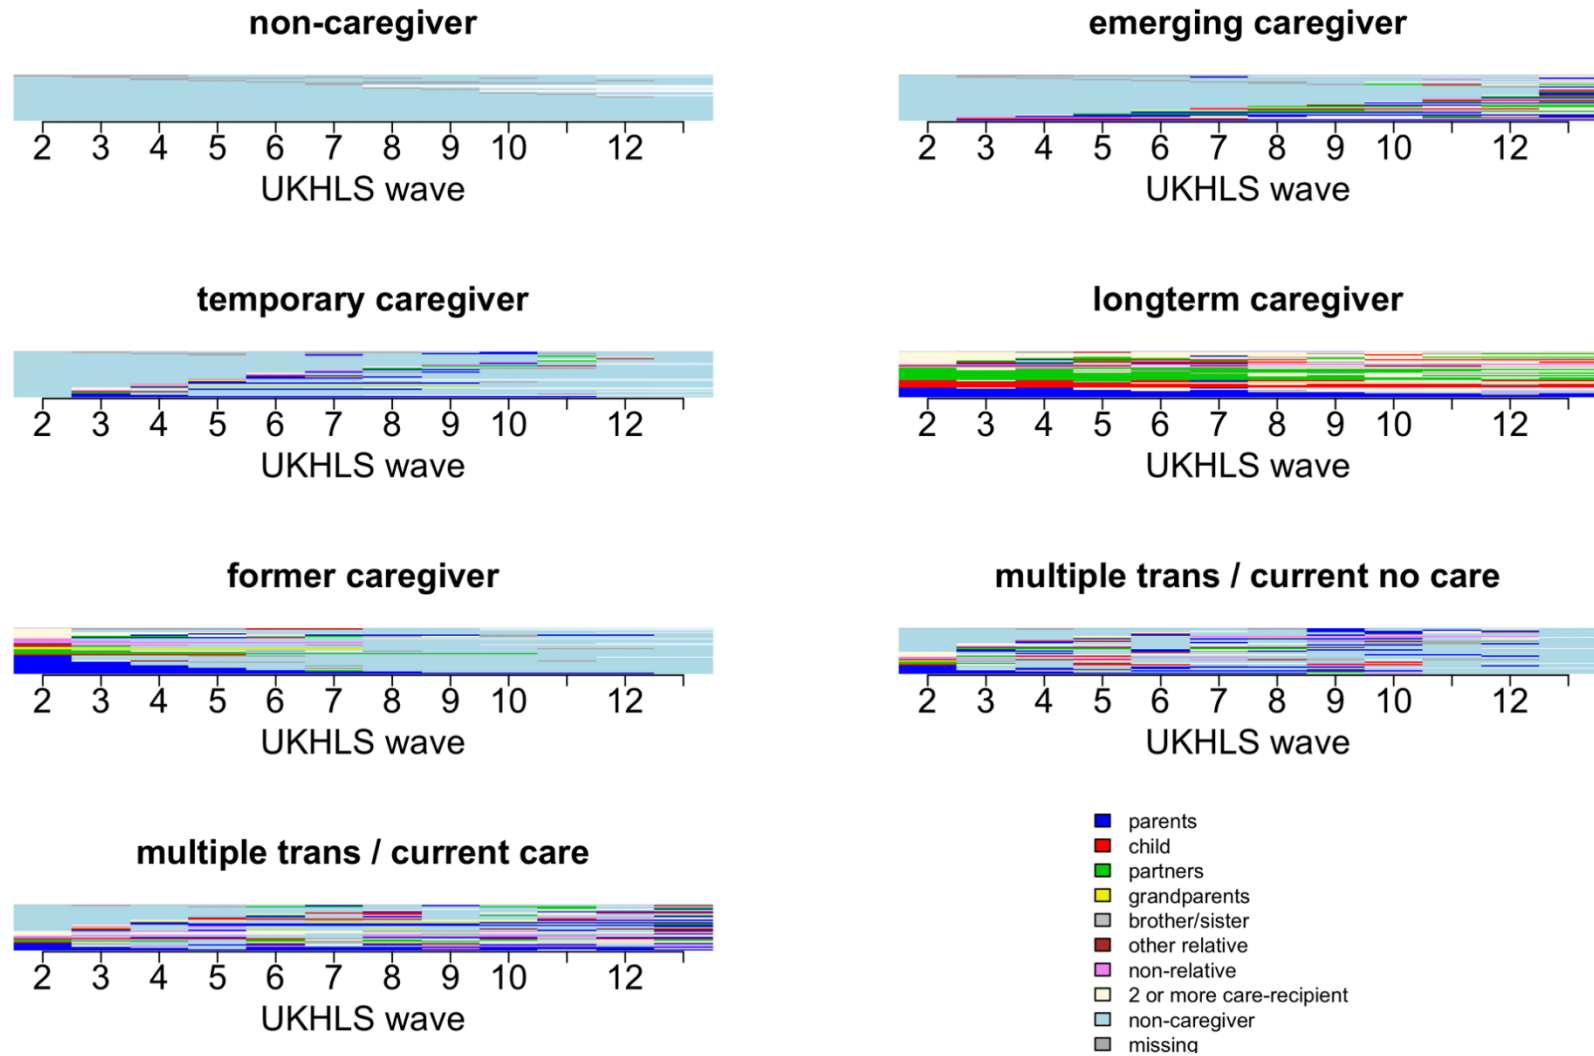 non-caregiver
2 3 4 5 6 7 8 9 10 12
UKHLS wave
emerging caregiver
2 3 4 5 6 7 8 9 10 12
UKHLS wave
temporary caregiver
2 3 4 5 6 7 8 9 10 12
UKHLS wave
longterm caregiver
2 3 4 5 6 7 8 9 10 12
UKHLS wave
former caregiver
2 3 4 5 6 7 8 9 10 12
UKHLS wave
multiple trans / current no care
2 3 4 5 6 7 8 9 10 12
UKHLS wave
multiple trans / current care
2 3 4 5 6 7 8 9 10 12
UKHLS wave
parents
child
partners
grandparents
brother/sister
other relative
non-relative
2 or more care-recipient
non-caregiver
missing